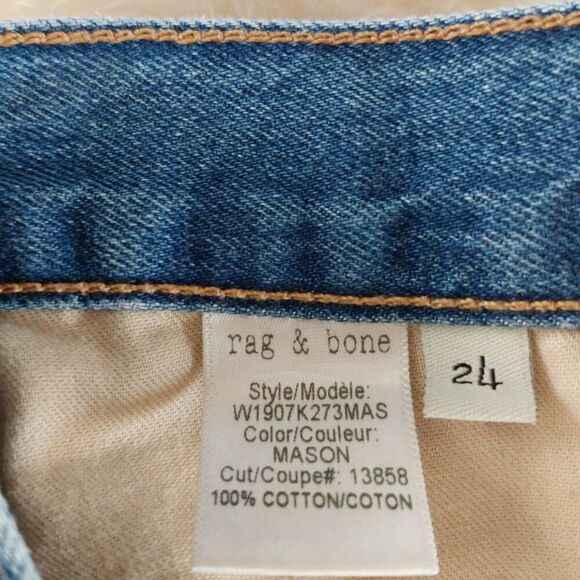 rag & bone
Style/Modèle:
W1907K273MAS
Color/Couleur:
MASON
Cut/Coupe#: 13858
100% COTTON/COTON
24